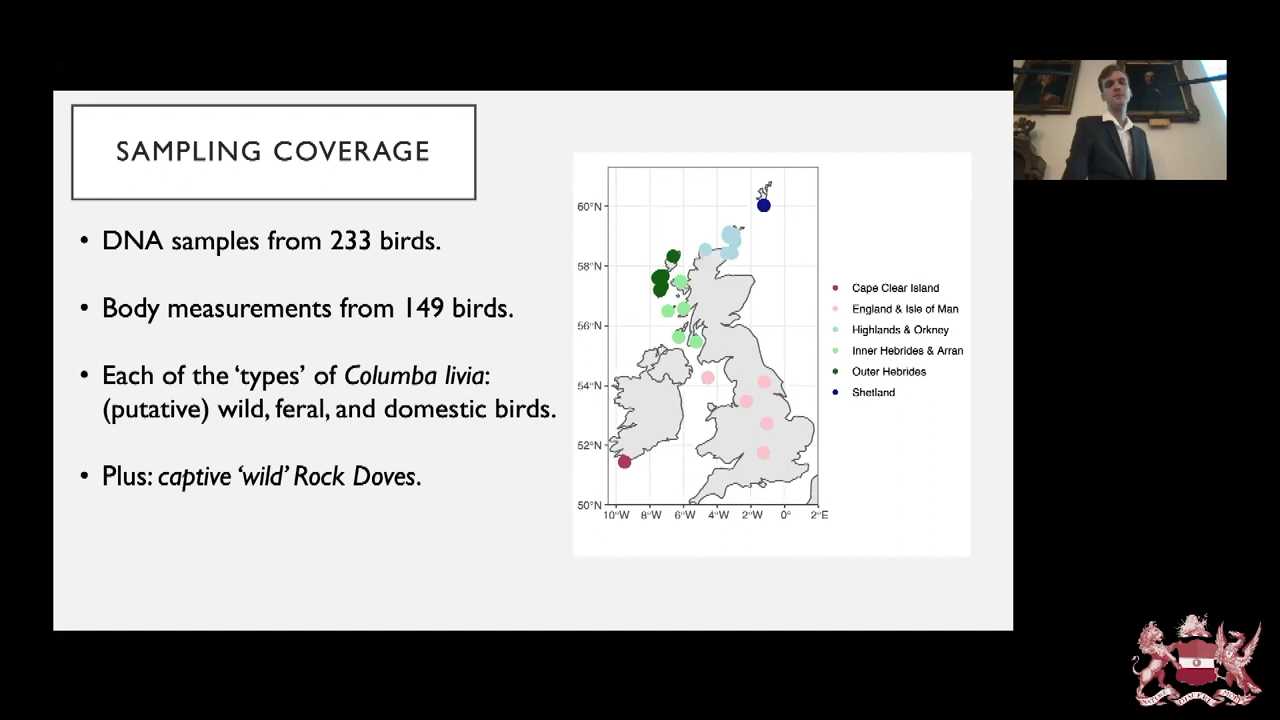 SAMPLING COVERAGE
• DNA samples from 233 birds.
• Body measurements from 149 birds.
• Each of the ‘types’ of Columba livia:
(putative) wild, feral, and domestic birds.
• Plus: captive ‘wild’ Rock Doves.
60°N
58°N
56°N
54°N
52°N
50°N
10°W 8°W 6°W 4°W 2°W 0° 2°E
Cape Clear Island
England & Isle of Man
Highlands & Orkney
Inner Hebrides & Arran
Outer Hebrides
Shetland